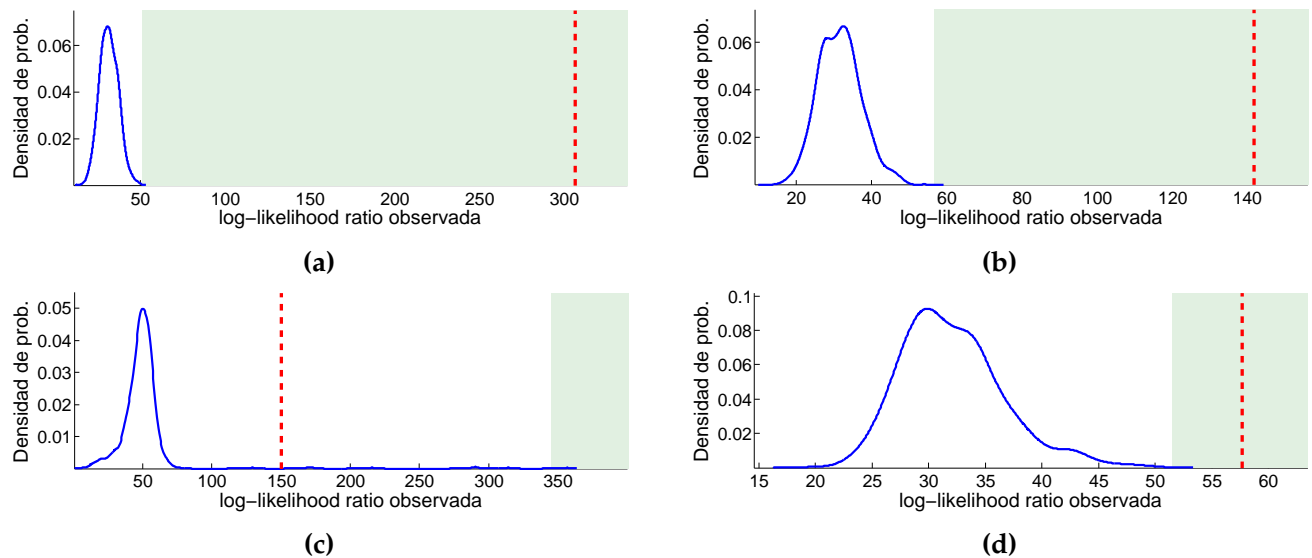 Densidad de prob.
0.06
0.04
0.02
50 100 150 200 250 300
log−likelihood ratio observada
(a)
Densidad de prob.
0.06
0.04
0.02
20 40 60 80 100 120 140
log−likelihood ratio observada
(b)
Densidad de prob.
0.05
0.04
0.03
0.02
0.01
50 100 150 200 250 300 350
log−likelihood ratio observada
(c)
Densidad de prob.
0.1
0.08
0.06
0.04
0.02
15 20 25 30 35 40 45 50 55 60
log−likelihood ratio observada
(d)